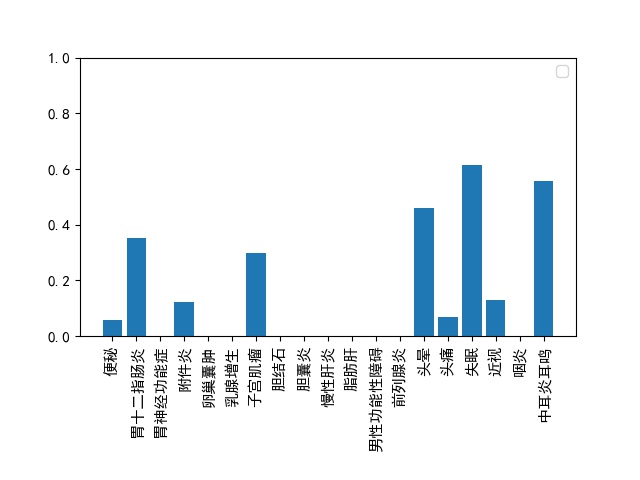 1.0
0.8
0.6
0.4
0.2
0.0
便秘
胃十二指肠炎
胃神经功能症
附件炎
卵巢囊肿
乳腺增生
子宫肌瘤
胆结石
胆囊炎
慢性肝炎
脂肪肝
男性功能性障碍
前列腺炎
头晕
头痛
失眠
近视
咽炎
中耳炎耳鸣